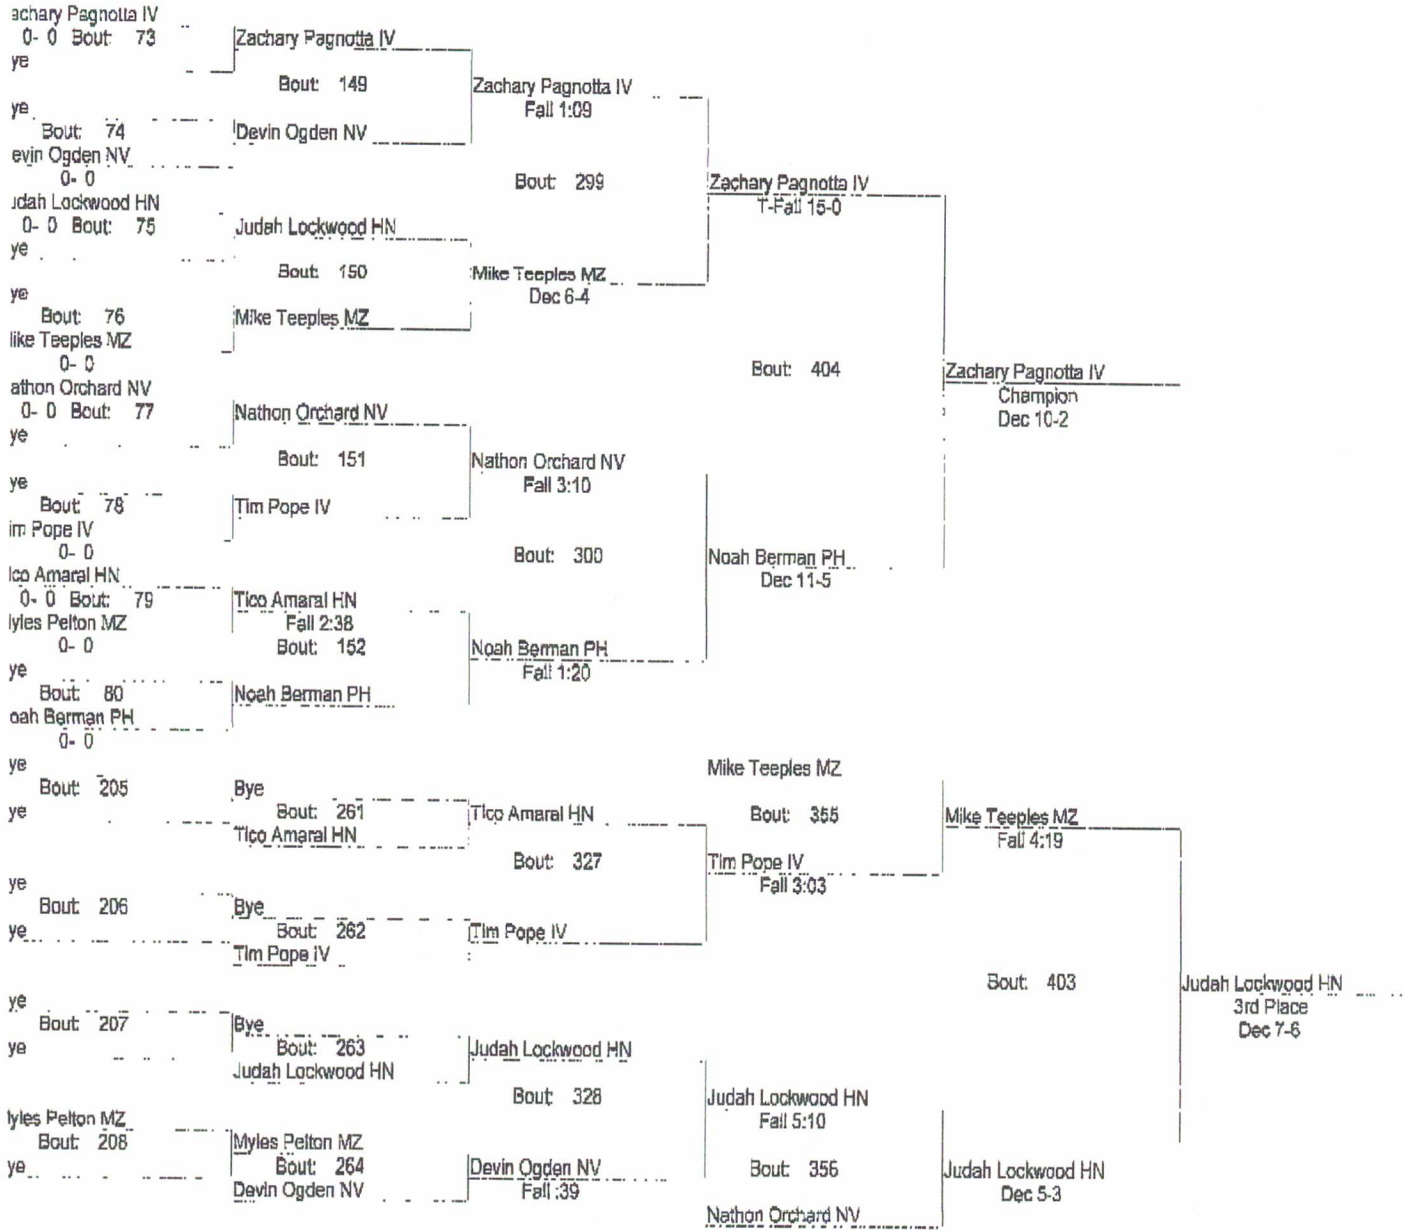 achary Pagnotta IV
0- 0 Bout: 73
ye
ye
Bout: 74
evin Ogden NV
0- 0
udah Lockwood HN
0- 0 Bout: 75
ye
ye
Bout: 76
like Teeples MZ
0- 0
athon Orchard NV
0- 0 Bout: 77
ye
ye
Bout: 78
im Pope IV
0- 0
ico Amaral HN
0- 0 Bout: 79
lyles Pelton MZ
0- 0
ye
Bout: 80
oah Berman PH
0- 0
ye
Bout: 205
ye
ye
Bout: 206
ye
ye
Bout: 207
ye
lyles Pelton MZ
Bout: 208
ye
Zachary Pagnotta IV
Bout: 149
Devin Ogden NV
Judah Lockwood HN
Bout: 150
Mike Teeples MZ
Nathon Orchard NV
Bout: 151
Tim Pope IV
Tico Amaral HN
Fall 2:38
Bout: 152
Noah Berman PH
Bye
Bout: 261
Tico Amaral HN
Bye
Bout: 262
Tim Pope IV
Bye
Bout: 263
Judah Lockwood HN
Myles Pelton MZ
Bout: 264
Devin Ogden NV
Zachary Pagnotta IV
Fall 1:09
Bout: 299
Mike Teeples MZ
Dec 6-4
Nathon Orchard NV
Fall 3:10
Bout: 300
Noah Berman PH
Fall 1:20
Tico Amaral HN
Bout: 327
Tim Pope IV
Judah Lockwood HN
Bout: 328
Devin Ogden NV
Fall :39
Zachary Pagnotta IV
T-Fall 15-0
Bout: 404
Noah Berman PH
Dec 11-5
Mike Teeples MZ
Bout: 355
Tim Pope IV
Fall 3:03
Judah Lockwood HN
Fall 5:10
Bout: 356
Nathon Orchard NV
Zachary Pagnotta IV
Champion
Dec 10-2
Mike Teeples MZ
Fall 4:19
Bout: 403
Judah Lockwood HN
Dec 5-3
Judah Lockwood HN
3rd Place
Dec 7-6